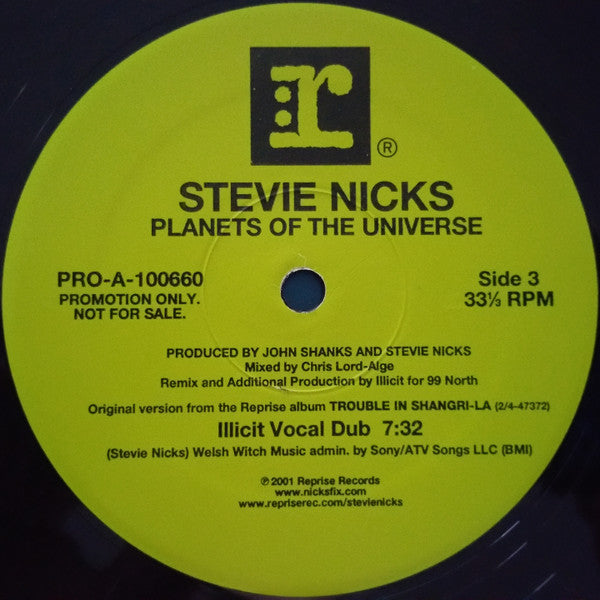 r
®
STEVIE NICKS
PLANETS OF THE UNIVERSE
PRO-A-100660
PROMOTION ONLY.
NOT FOR SALE.
Side 3
33⅓ RPM
PRODUCED BY JOHN SHANKS AND STEVIE NICKS
Mixed by Chris Lord-Alge
Remix and Additional Production by Illicit for 99 North
Original version from the Reprise album TROUBLE IN SHANGRI-LA (2/4-47372)
Illicit Vocal Dub 7:32
(Stevie Nicks) Welsh Witch Music admin. by Sony/ATV Songs LLC (BMI)
℗ 2001 Reprise Records
www.nicksfix.com
www.repriserec.com/stevienicks